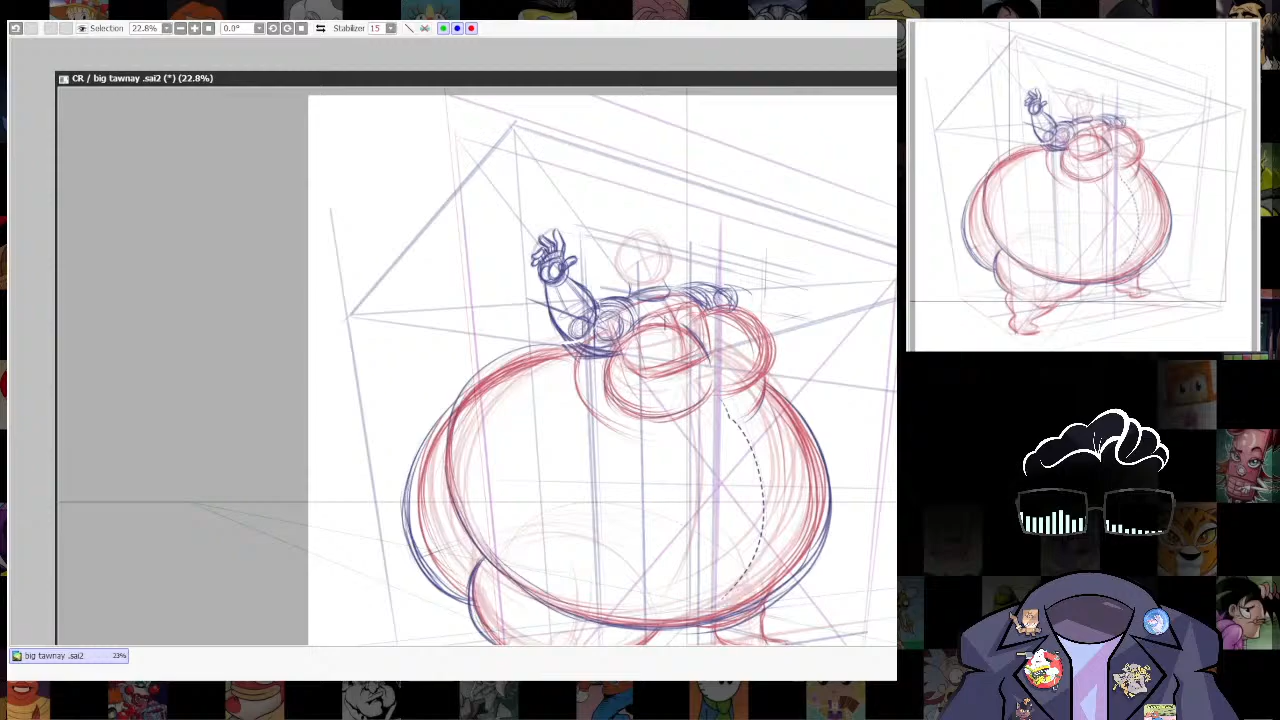 Selection 22.8% 0.0° Stabilizer 15
CR / big tawnay .sai2 (*) (22.8%)
big tawnay .sai2 23%